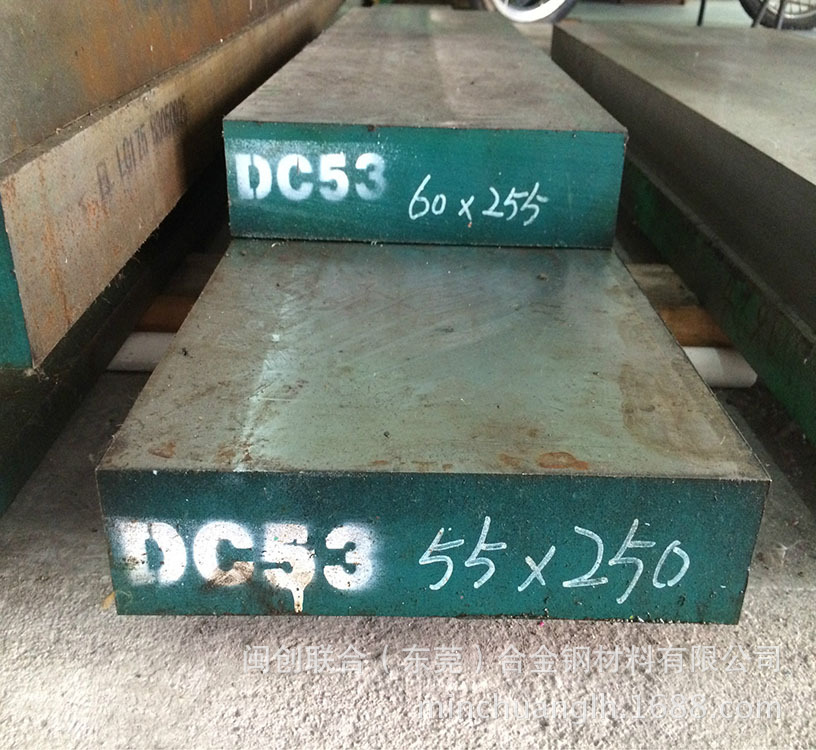 DC53 60x255
DC53 55x250
闽创联合（东莞）合金钢材料有限公司
minchuanglh.1688.com